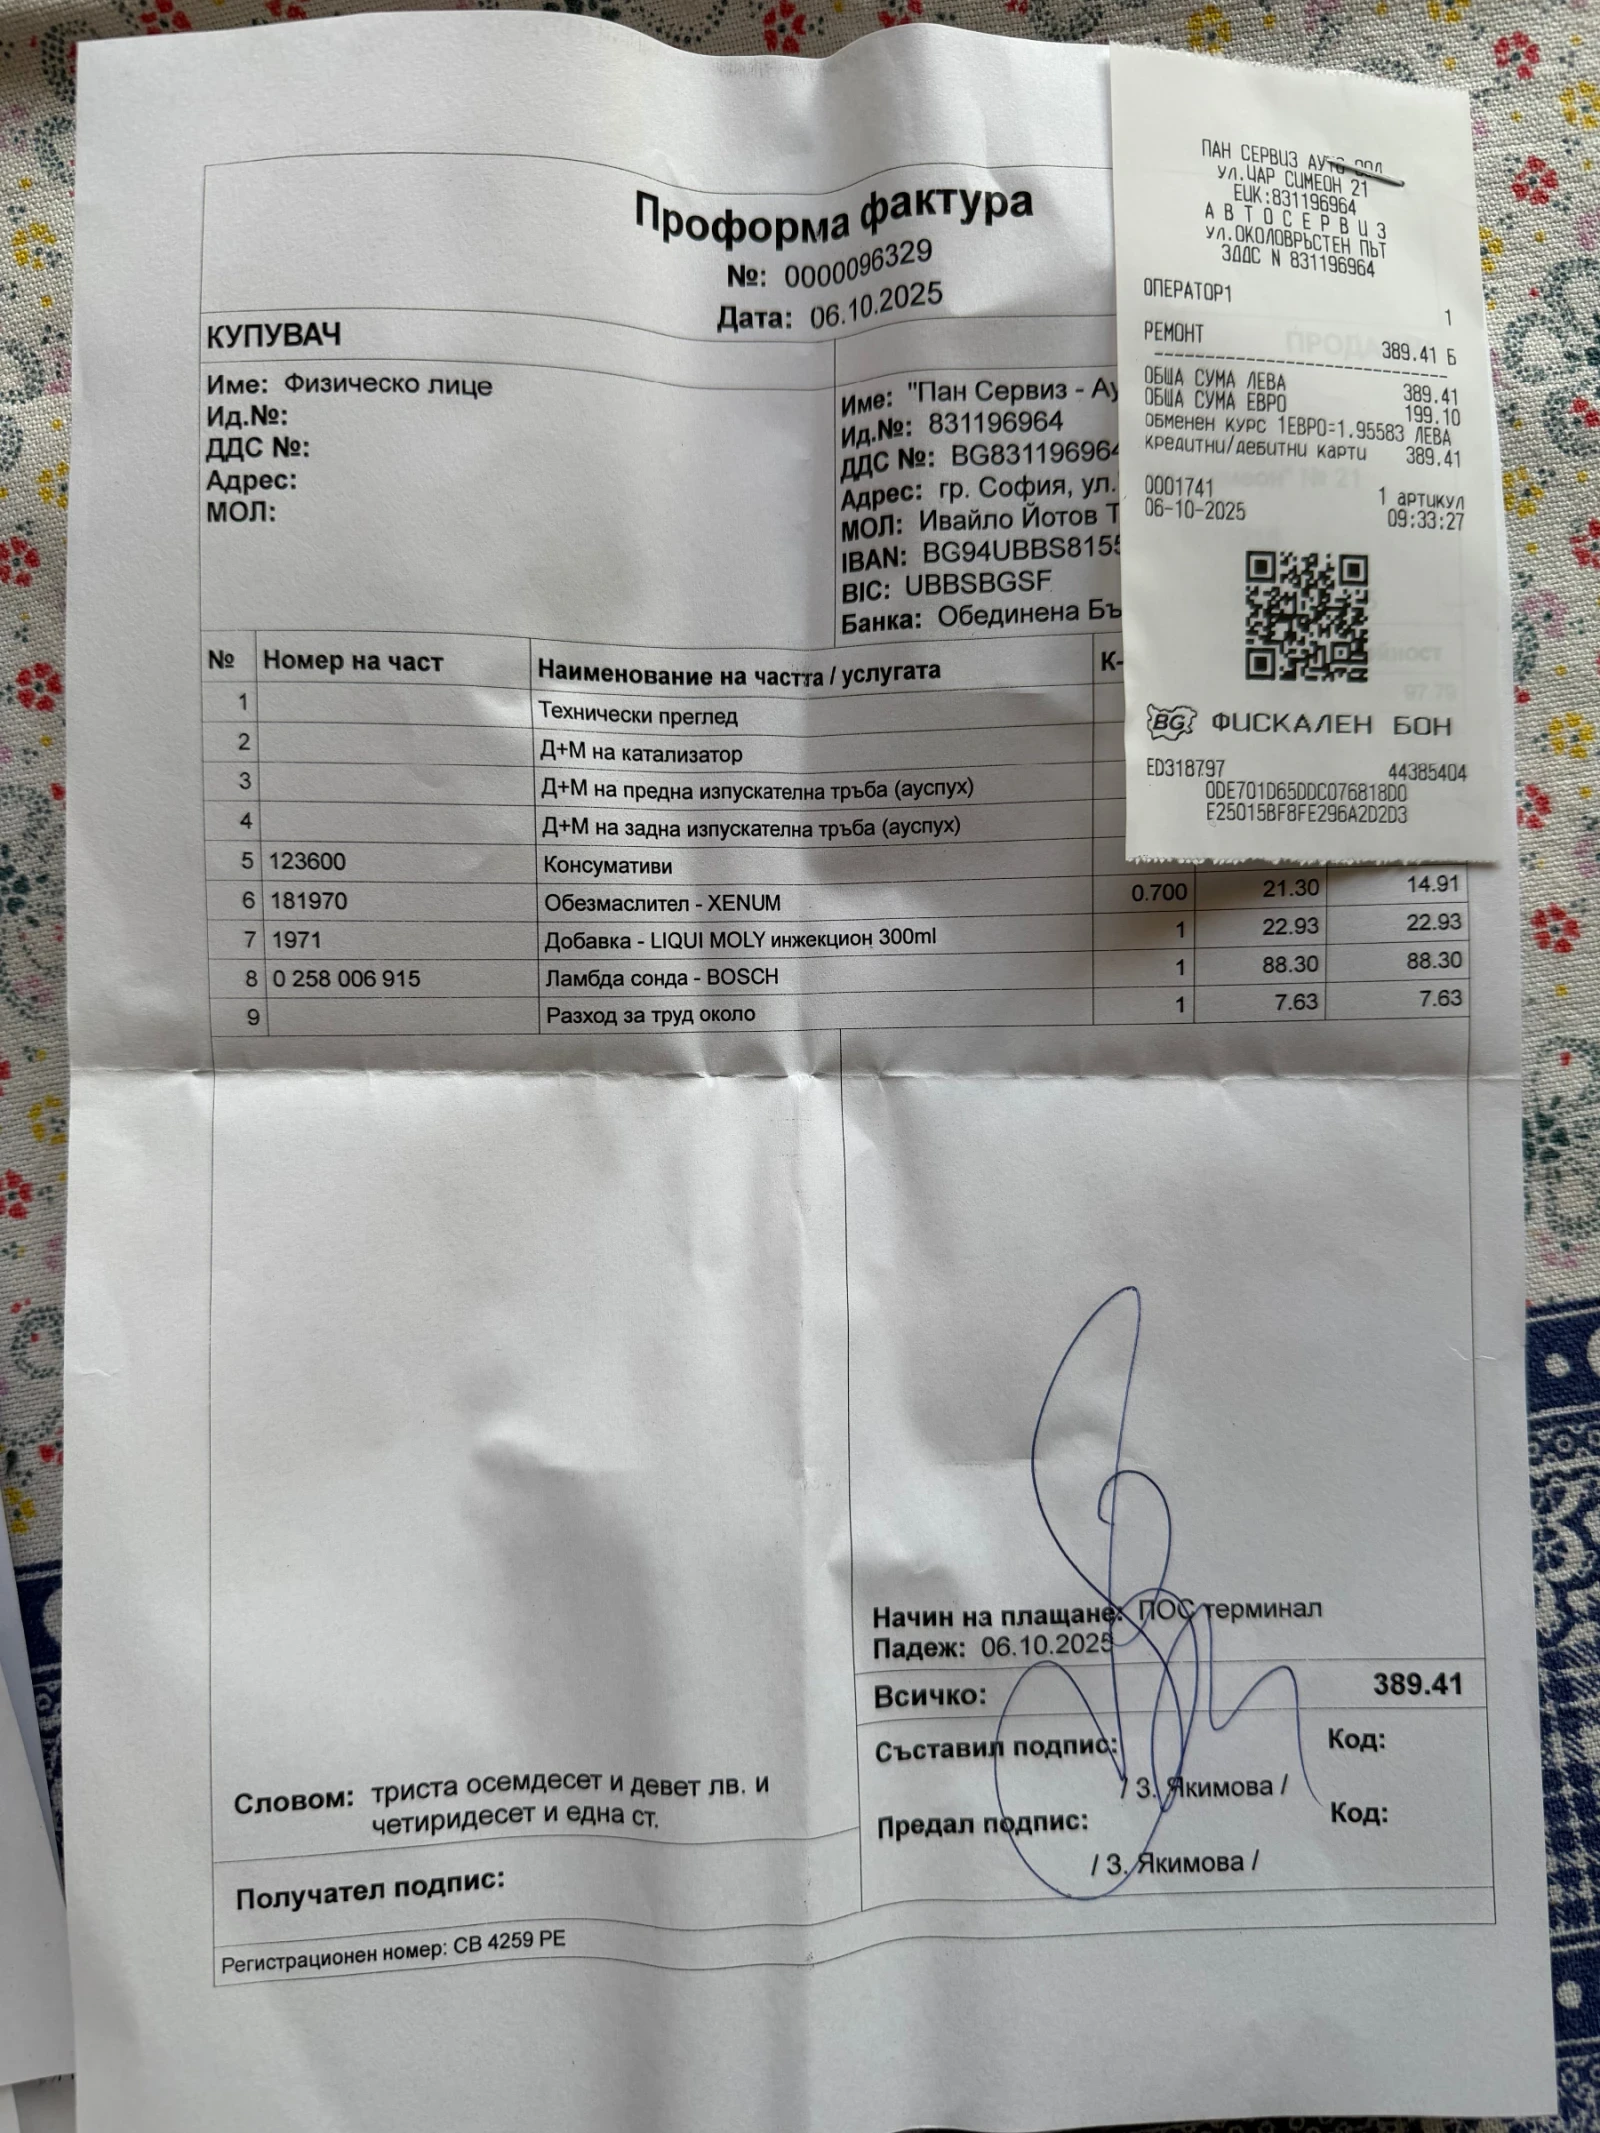 Проформа фактура
№: 0000096329
Дата: 06.10.2025
КУПУВАЧ
Име: Физическо лице
Ид.№:
ДДС №:
Адрес:
МОЛ:
Име: "Пан Сервиз - Ау
Ид.№: 831196964
ДДС №: BG831196964
Адрес: гр. София, ул.
МОЛ: Ивайло Йотов Т
IBAN: BG94UBBS8155
BIC: UBBSBGSF
Банка: Обединена Бъ
№ Номер на част Наименование на частта / услугата К-
1 Технически преглед
2 Д+М на катализатор
3 Д+М на предна изпускателна тръба (ауспух)
4 Д+М на задна изпускателна тръба (ауспух)
5 123600 Консумативи
6 181970 Обезмаслител - XENUM 0.700 21.30 14.91
7 1971 Добавка - LIQUI MOLY инжекцион 300ml 1 22.93 22.93
8 0 258 006 915 Ламбда сонда - BOSCH 1 88.30 88.30
9 Разход за труд около 1 7.63 7.63
Начин на плащане: ПОС терминал
Падеж: 06.10.2025
Всичко: 389.41
Съставил подпис: Код:
/ З. Якимова /
Предал подпис: Код:
/ З. Якимова /
Словом: триста осемдесет и девет лв. и
четиридесет и една ст.
Получател подпис:
Регистрационен номер: CB 4259 PE
ПАН СЕРВИЗ АУТО ООД
ул.ЦАР СИМЕОН 21
ЕИК:831196964
А В Т О С Е Р В И З
ул.ОКОЛОВРЪСТЕН ПЪТ
ЗДДС N 831196964
ОПЕРАТОР1 1
РЕМОНТ 389.41 Б
ОБЩА СУМА ЛЕВА 389.41
ОБЩА СУМА ЕВРО 199.10
Обменен курс 1ЕВРО=1.95583 ЛЕВА
кредитни/дебитни карти 389.41
0001741 1 артикул
06-10-2025 09:33:27
BG ФИСКАЛЕН БОН
ED318797 44385404
0DE701D65DDC076818D0
E25015BF8FE296A2D2D3